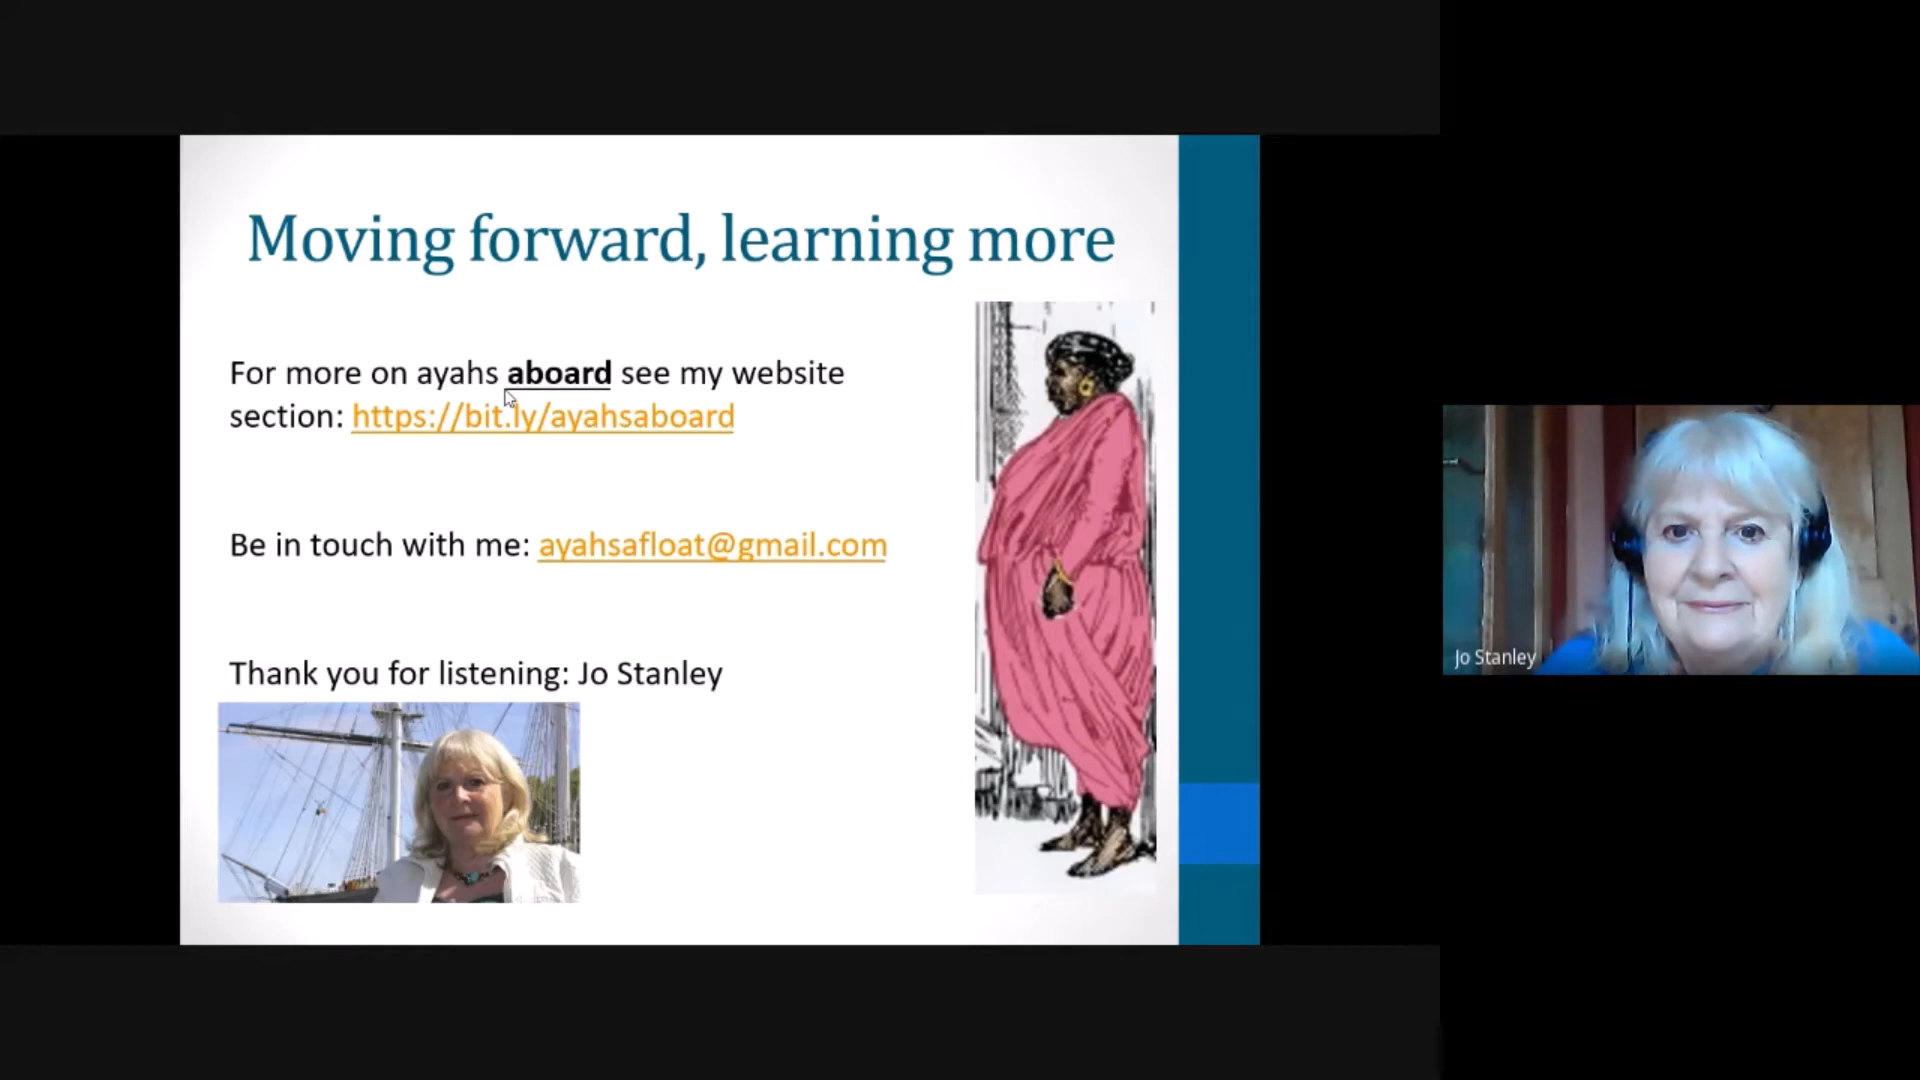 Moving forward, learning more
For more on ayahs aboard see my website
section: https://bit.ly/ayahsaboard
Be in touch with me: ayahsafloat@gmail.com
Thank you for listening: Jo Stanley
Jo Stanley